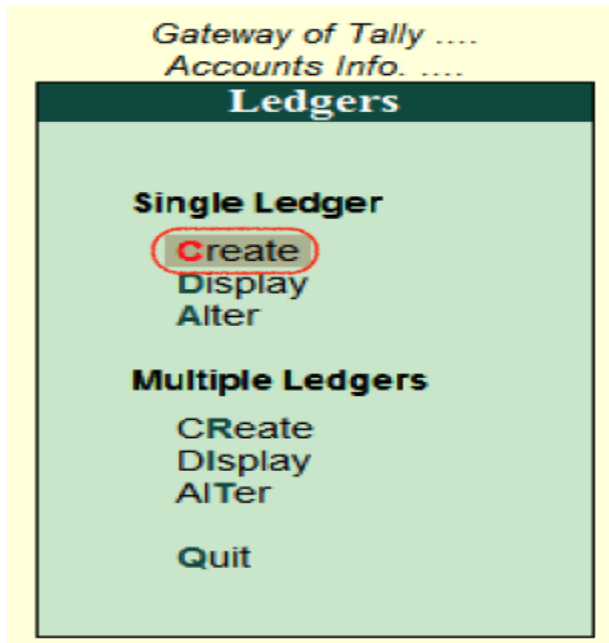 Gateway of Tally ....
Accounts Info. ....
Ledgers
Single Ledger
Create
Display
Alter
Multiple Ledgers
CReate
DIsplay
AlTer
Quit